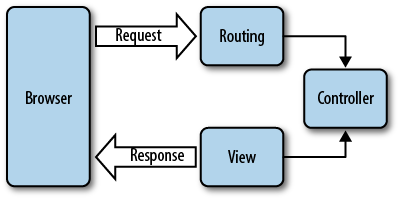 Request
Routing
Browser
Controller
Response
View